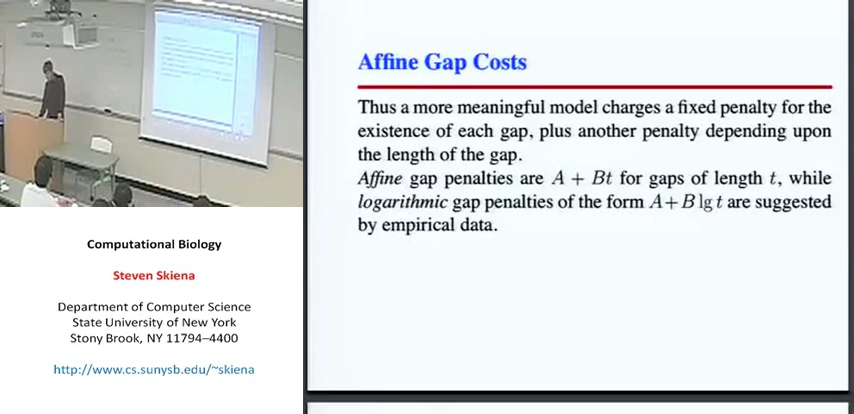 Affine Gap Costs
Thus a more meaningful model charges a fixed penalty for the
existence of each gap, plus another penalty depending upon
the length of the gap.
Affine gap penalties are A + Bt for gaps of length t, while
logarithmic gap penalties of the form A+B lg t are suggested
by empirical data.
Computational Biology
Steven Skiena
Department of Computer Science
State University of New York
Stony Brook, NY 11794–4400
http://www.cs.sunysb.edu/~skiena